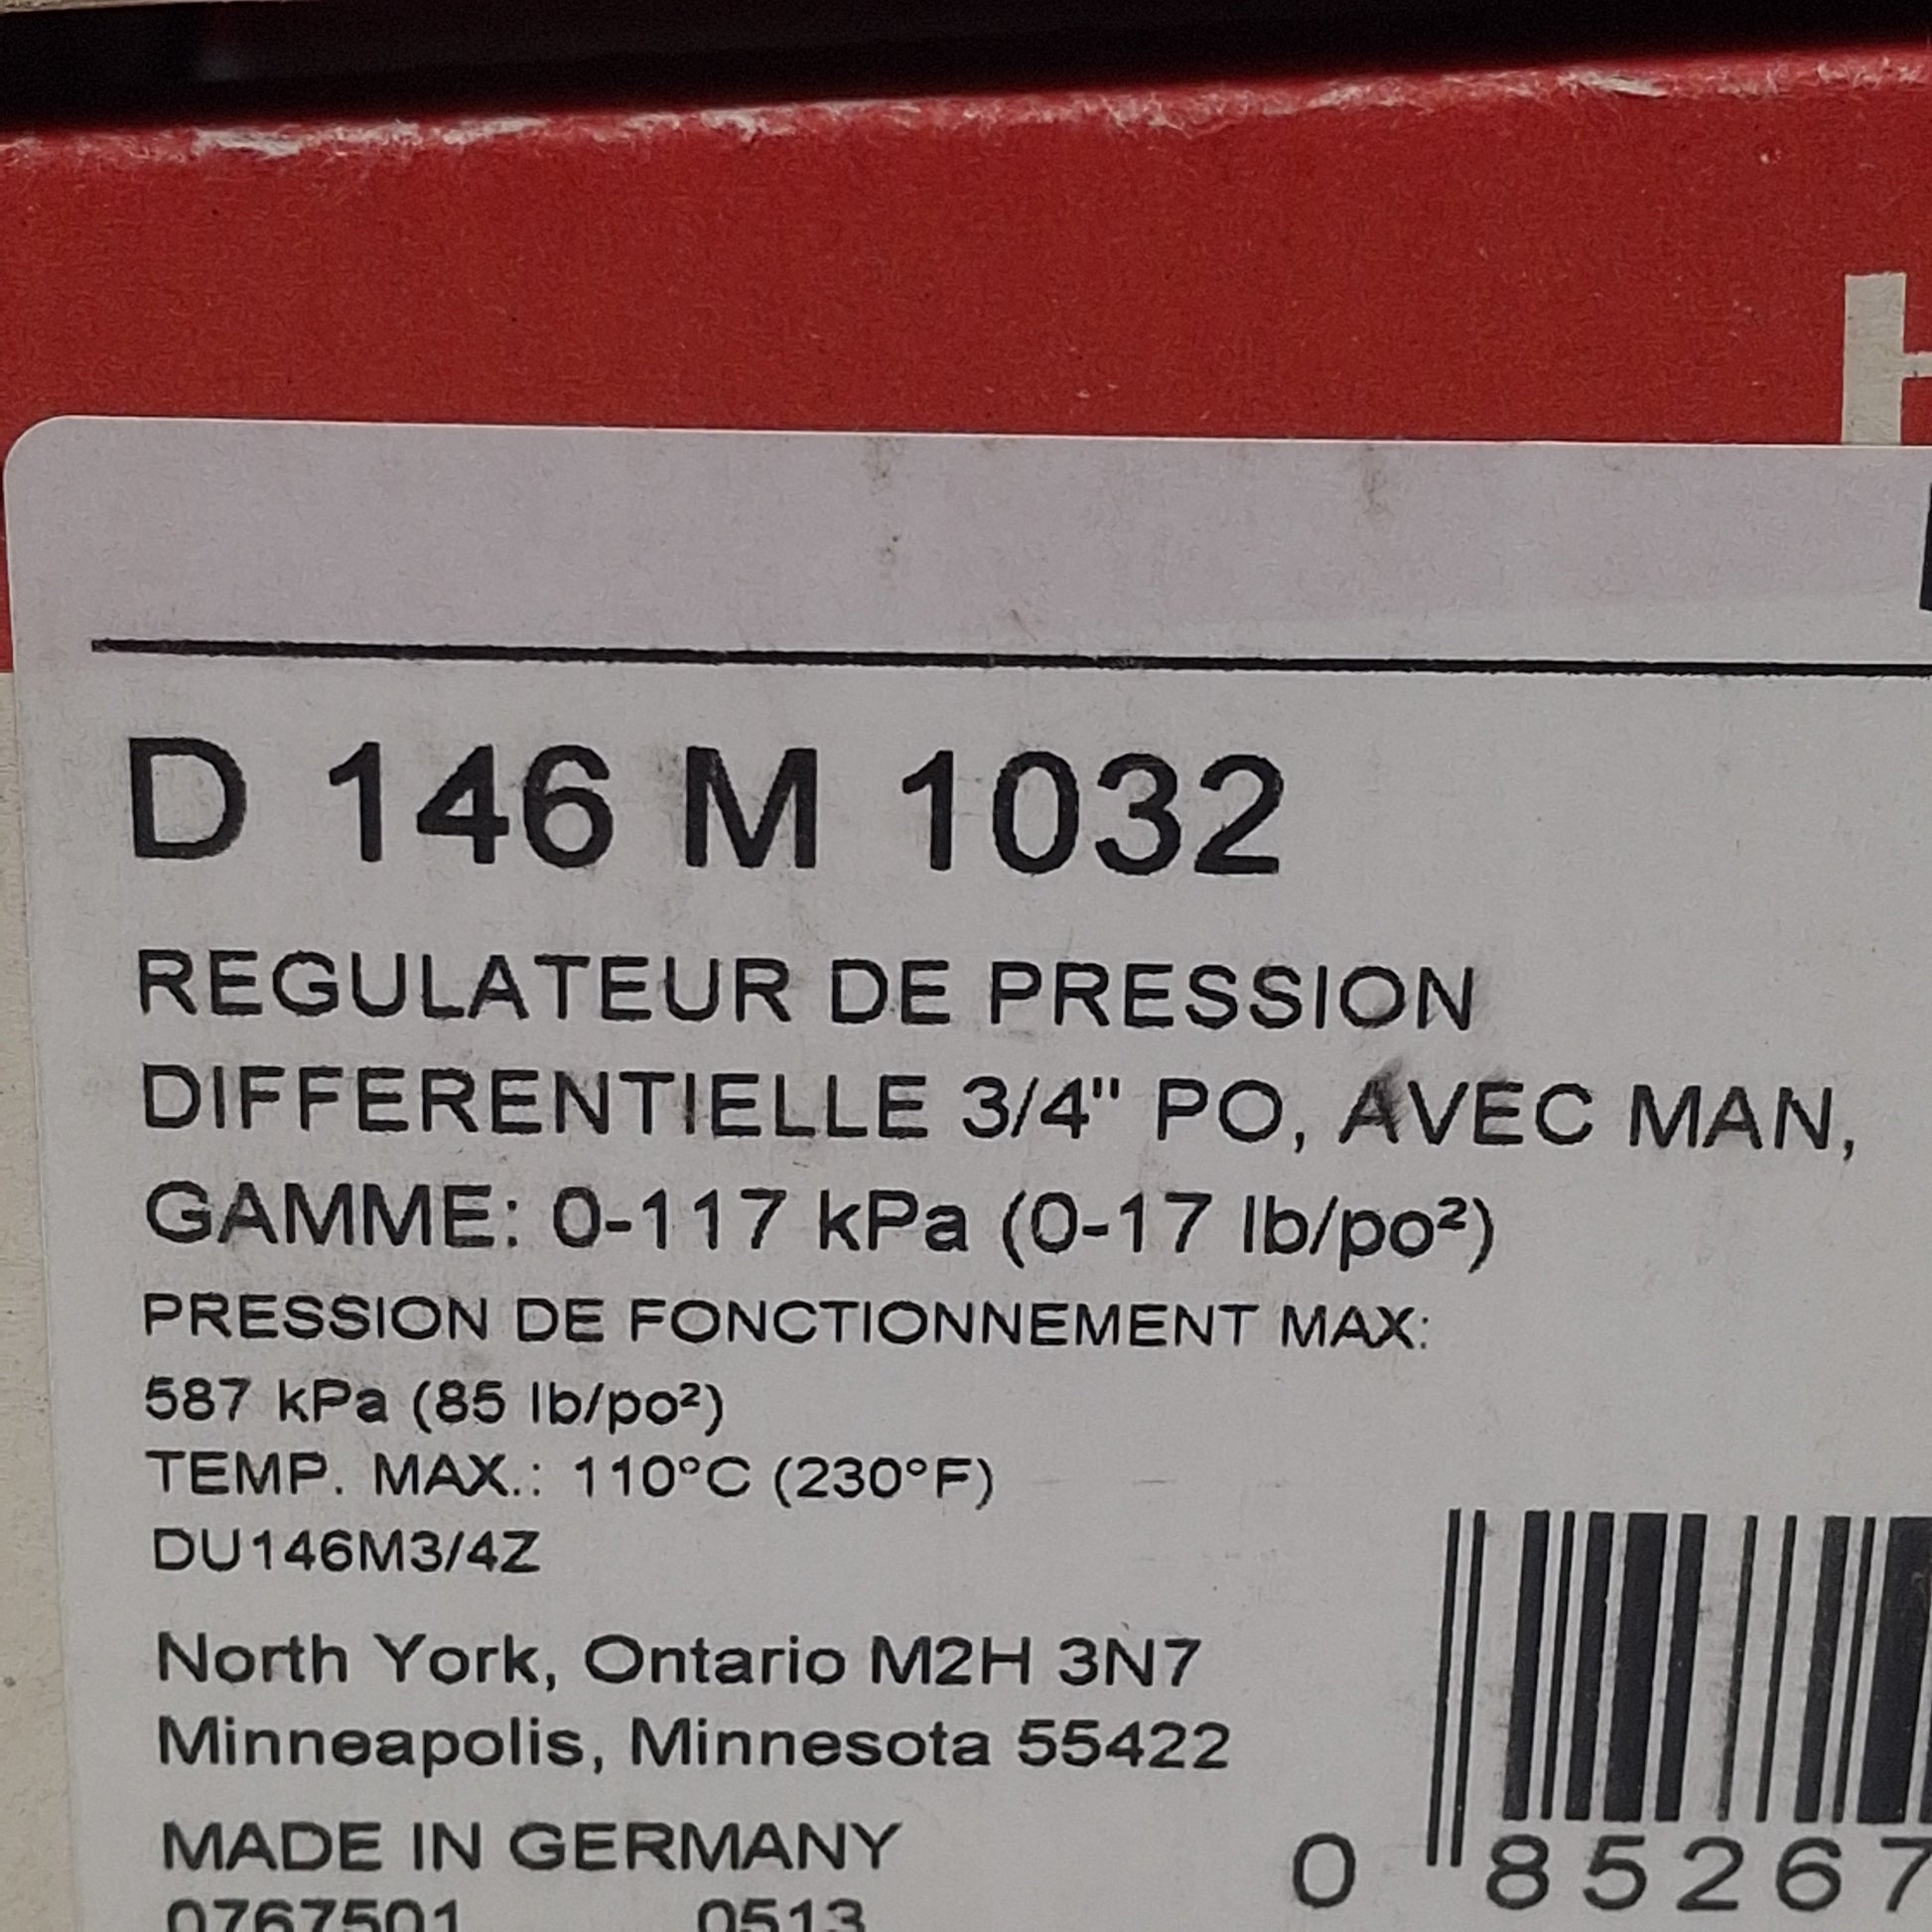 D 146 M 1032
REGULATEUR DE PRESSION
DIFFERENTIELLE 3/4" PO, AVEC MAN,
GAMME: 0-117 kPa (0-17 lb/po²)
PRESSION DE FONCTIONNEMENT MAX:
587 kPa (85 lb/po²)
TEMP. MAX.: 110°C (230°F)
DU146M3/4Z
North York, Ontario M2H 3N7
Minneapolis, Minnesota 55422
MADE IN GERMANY
0 85267
0767501 0513